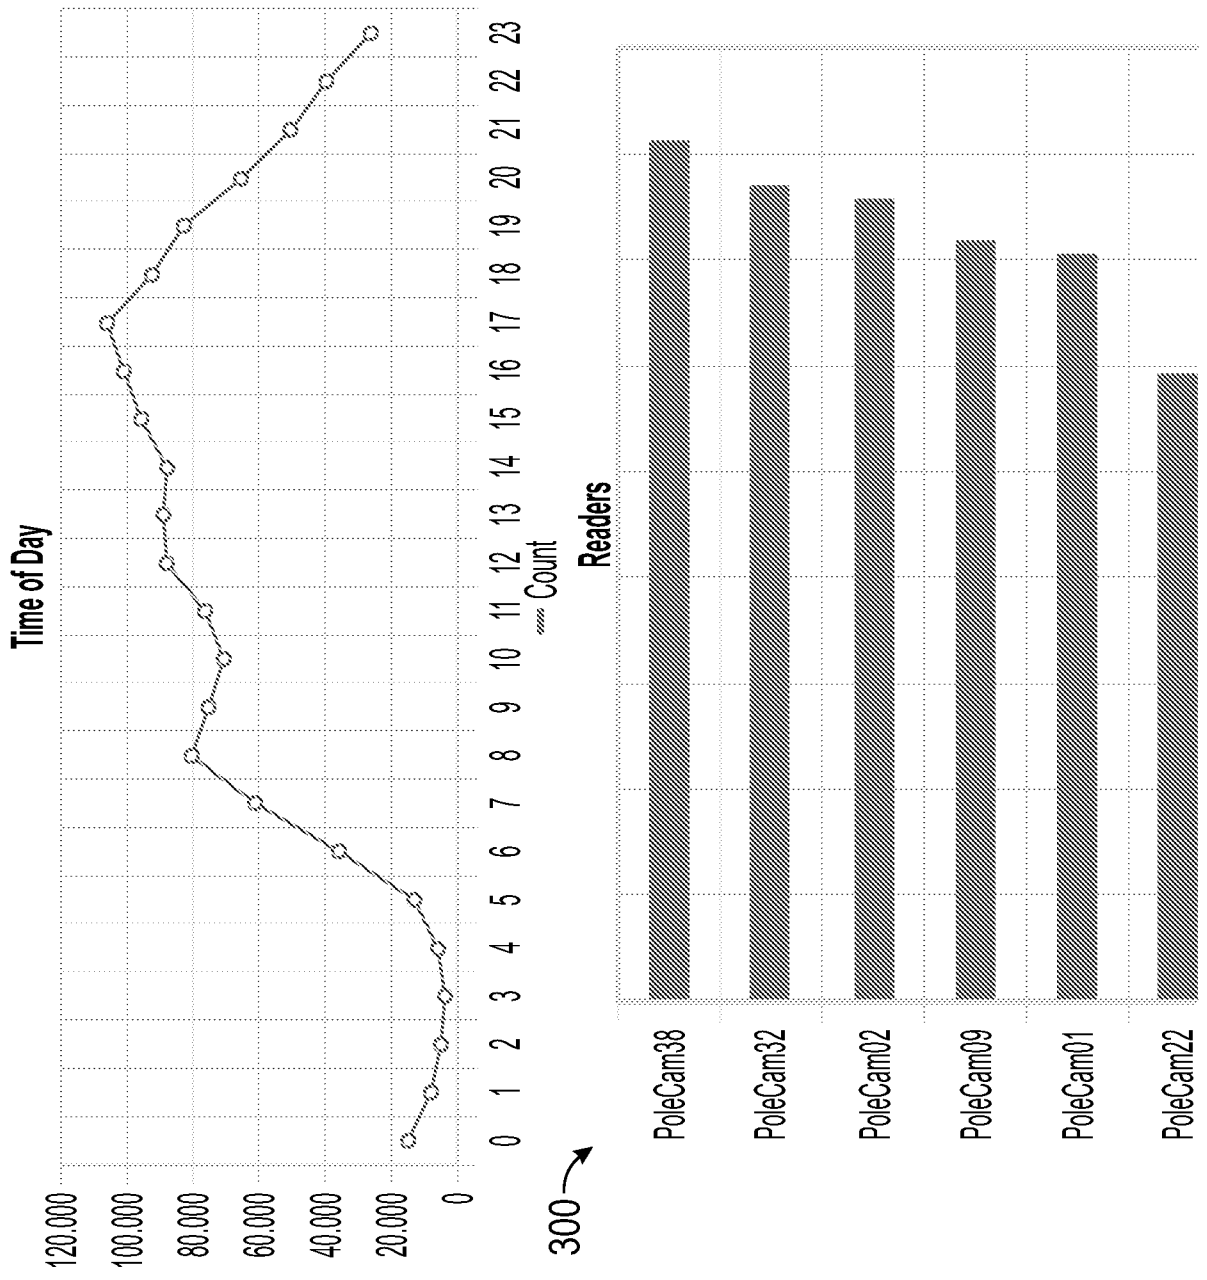 Time of Day
120.000
100.000
80.000
60.000
40.000
20.000
0
0 1 2 3 4 5 6 7 8 9 10 11 12 13 14 15 16 17 18 19 20 21 22 23
Count
300
Readers
PoleCam38
PoleCam32
PoleCam02
PoleCam09
PoleCam01
PoleCam22